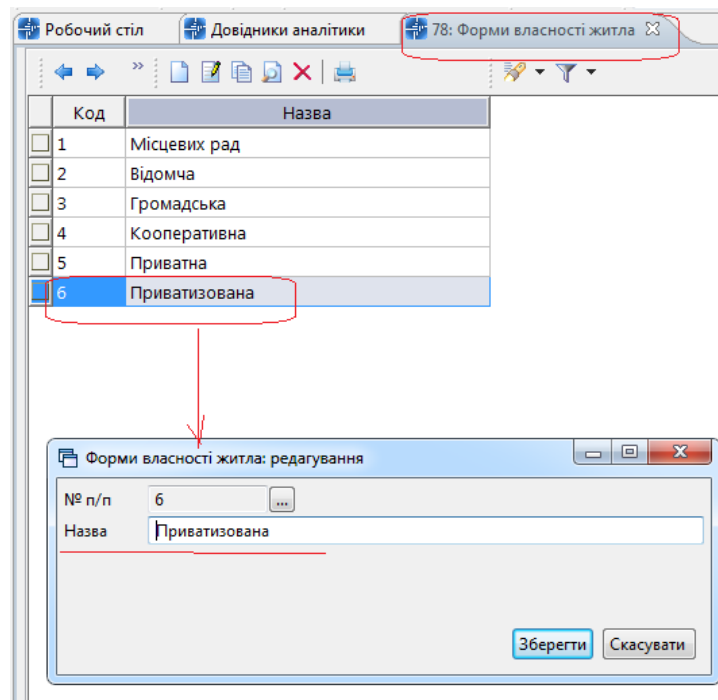 Робочий стіл Довідники аналітики 78: Форми власності житла
Код Назва
1 Місцевих рад
2 Відомча
3 Громадська
4 Кооперативна
5 Приватна
6 Приватизована
Форми власності житла: редагування
№ п/п 6 ...
Назва Приватизована
Зберегти Скасувати